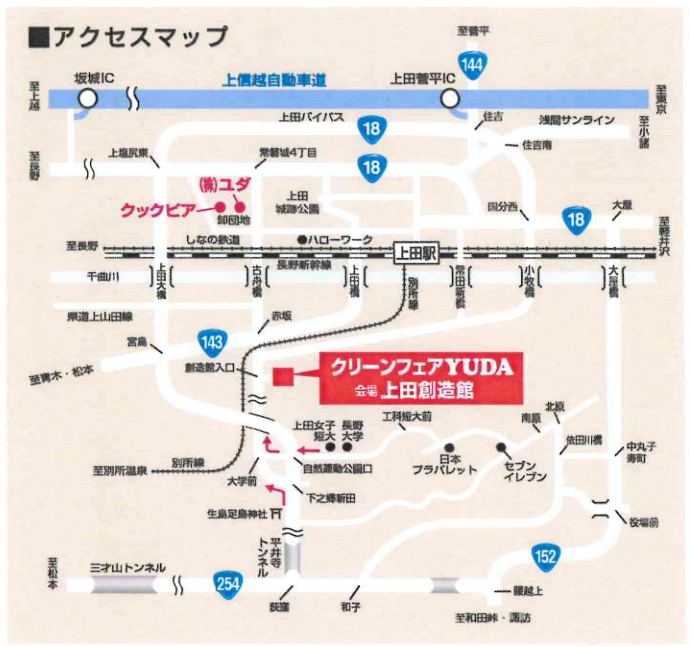 ■アクセスマップ
至菅平
144
坂城IC
上信越自動車道
上田菅平IC
至上越
至東京
上田バイパス
18
住吉
浅間サンライン
至小諸
住吉南
至長野
上塩尻東
常磐城4丁目
18
(株)ユダ
クックピア
卸団地
上田
城跡公園
国分西
18
大屋
至軽井沢
至長野
しなの鉄道
ハローワーク
上田駅
長野新幹線
千曲川
上田大橋
古舟橋
上田橋
別所線
常田新橋
小牧橋
大屋橋
県道上山田線
赤坂
宮島
143
至青木・松本
創造館入口
クリーンフェアYUDA
会場 上田創造館
上田女子
短大
長野
大学
工科短大前
南原
北原
依田川橋
中丸子
寿町
至別所温泉
別所線
大学前
自然運動公園口
日本
プラパレット
セブン
イレブン
下之郷新田
生島足島神社
役場前
平井寺
トンネル
152
至松本
三才山トンネル
254
荻窪
和子
腰越上
至和田峠・諏訪